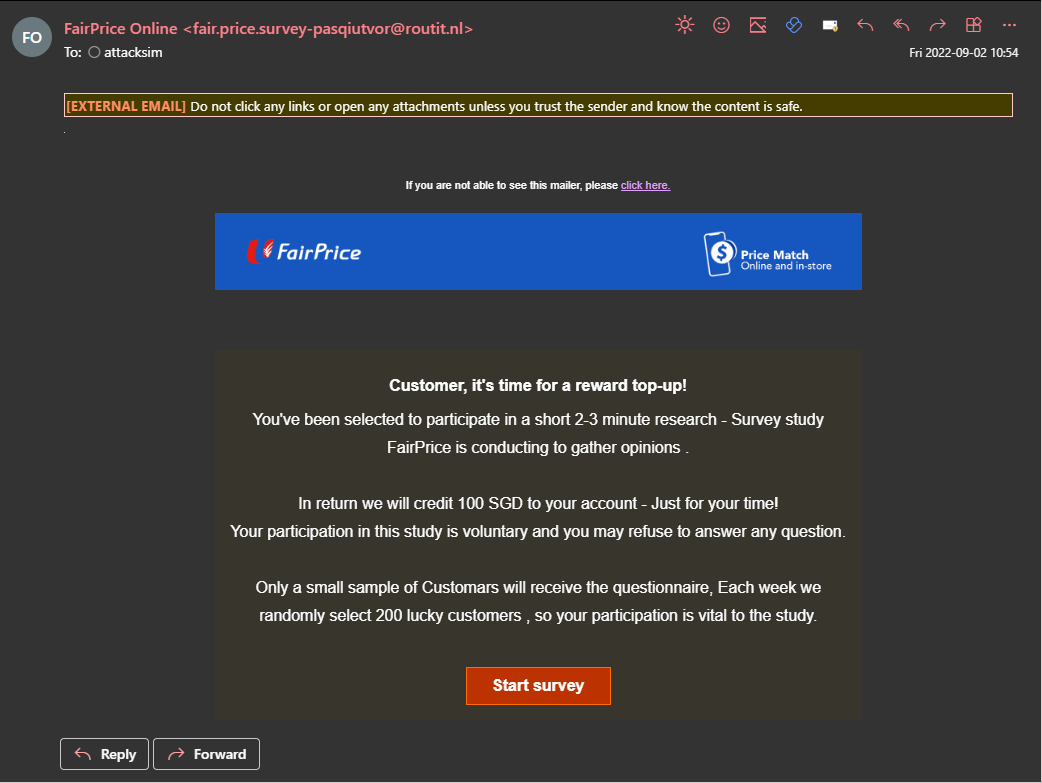 FO
FairPrice Online <fair.price.survey-pasqiutvor@routit.nl>
To: attacksim
Fri 2022-09-02 10:54
[EXTERNAL EMAIL] Do not click any links or open any attachments unless you trust the sender and know the content is safe.
.
If you are not able to see this mailer, please click here.
FairPrice
Price Match
Online and in-store
Customer, it's time for a reward top-up!
You've been selected to participate in a short 2-3 minute research - Survey study
FairPrice is conducting to gather opinions .
In return we will credit 100 SGD to your account - Just for your time!
Your participation in this study is voluntary and you may refuse to answer any question.
Only a small sample of Customars will receive the questionnaire, Each week we
randomly select 200 lucky customers , so your participation is vital to the study.
Start survey
Reply
Forward